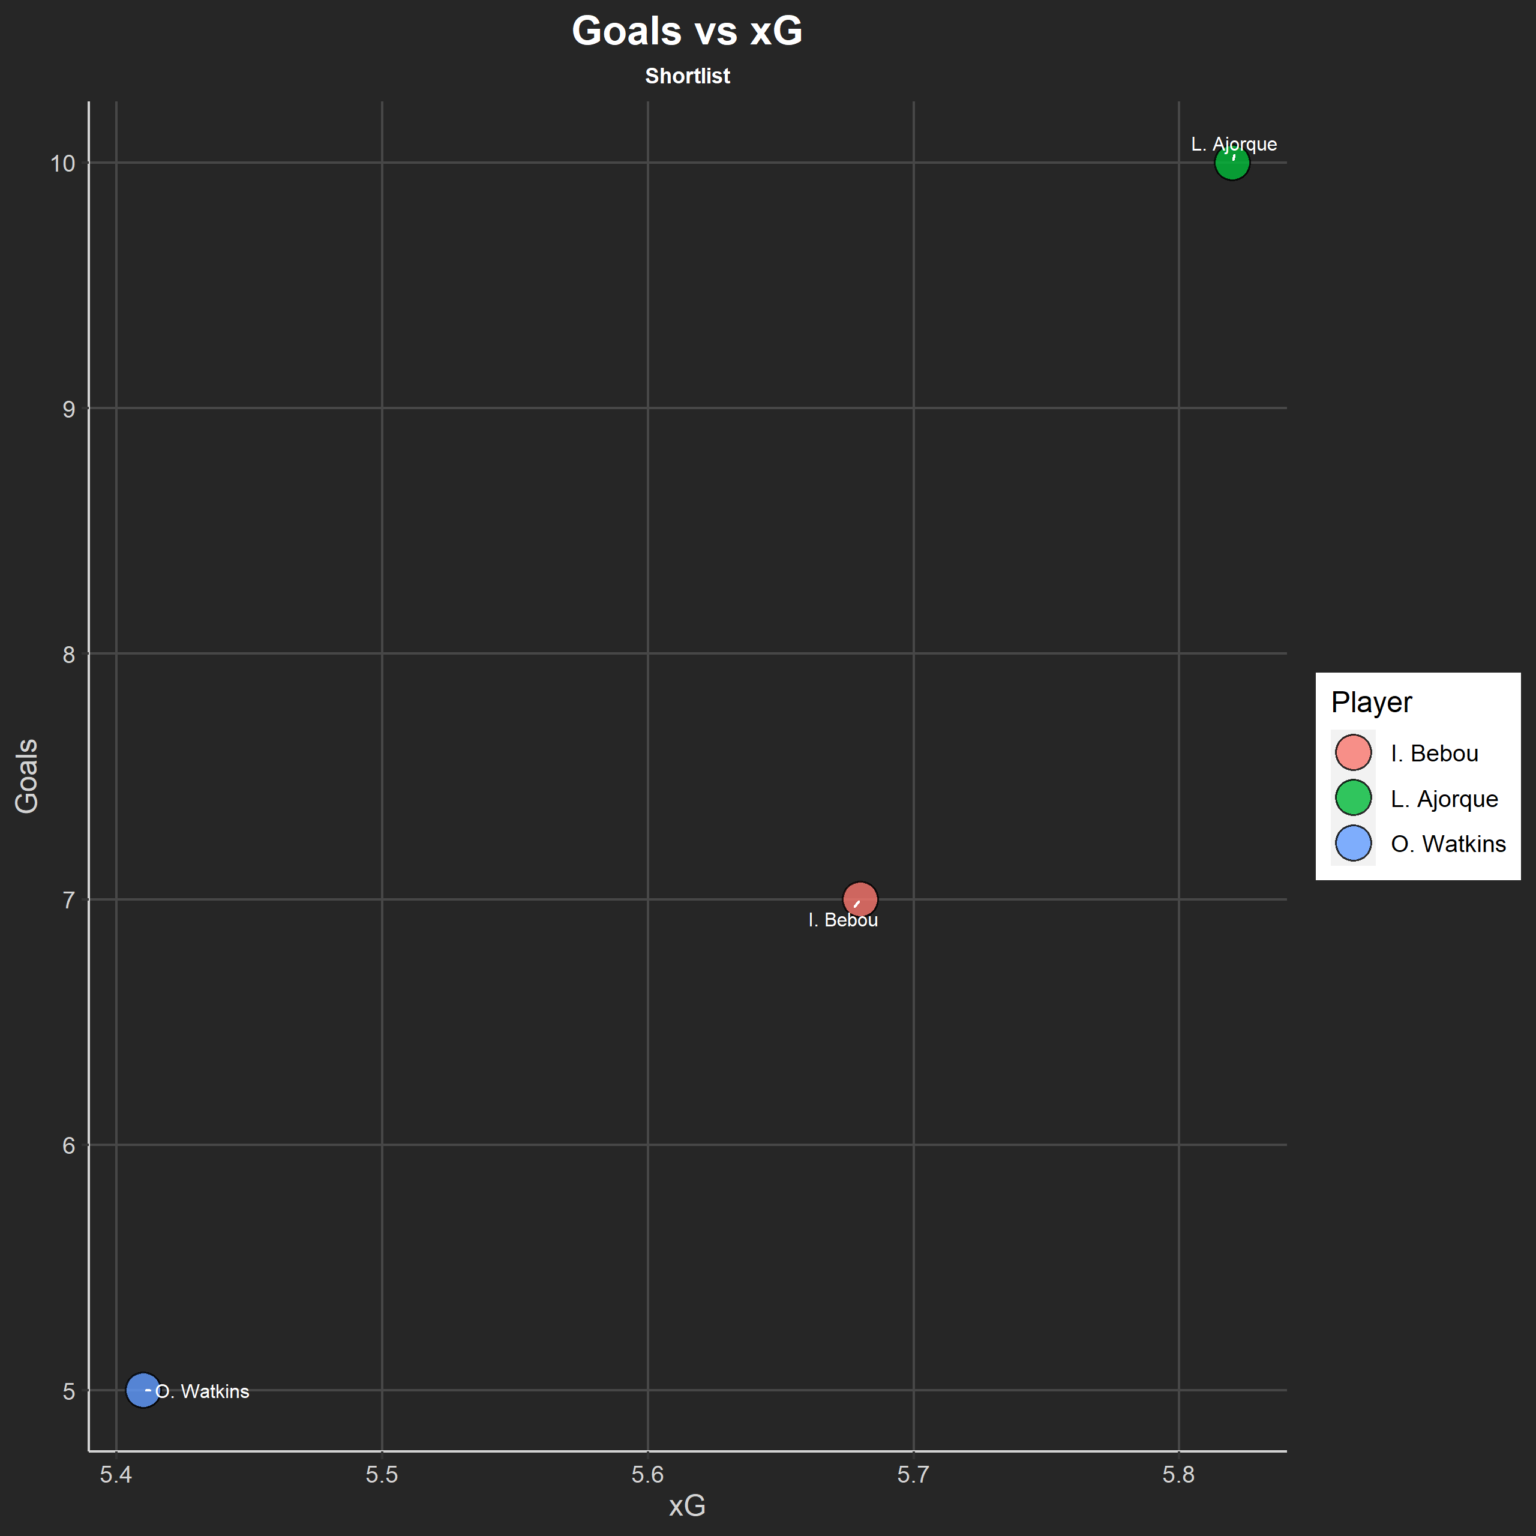 Goals vs xG
Shortlist
L. Ajorque
10
9
8
7
6
5
Goals
I. Bebou
O. Watkins
5.4
5.5
5.6
5.7
5.8
xG
Player
I. Bebou
L. Ajorque
O. Watkins